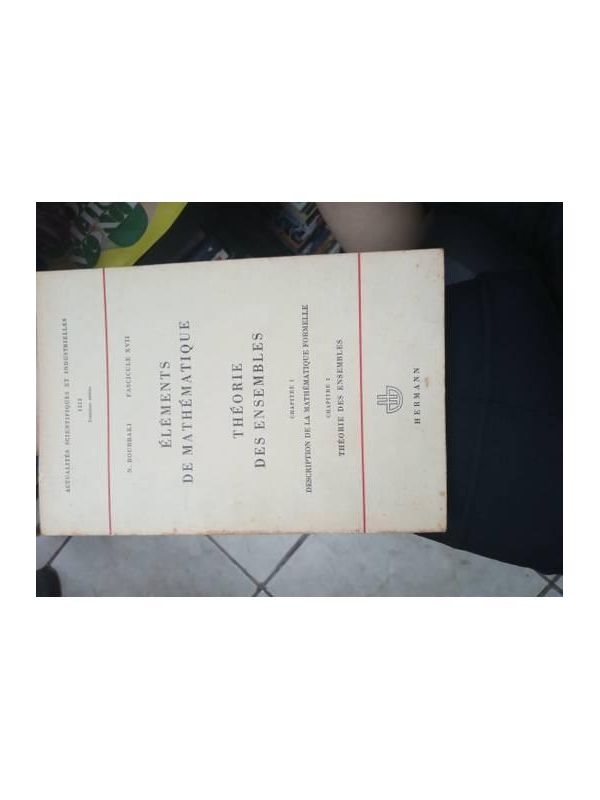 ACTUALITÉS SCIENTIFIQUES ET INDUSTRIELLES
1212
N. BOURBAKI FASCICULE XVII
ÉLÉMENTS
DE MATHÉMATIQUE
THÉORIE
DES ENSEMBLES
CHAPITRE 1
DESCRIPTION DE LA MATHÉMATIQUE FORMELLE
CHAPITRE 2
THÉORIE DES ENSEMBLES
HERMANN